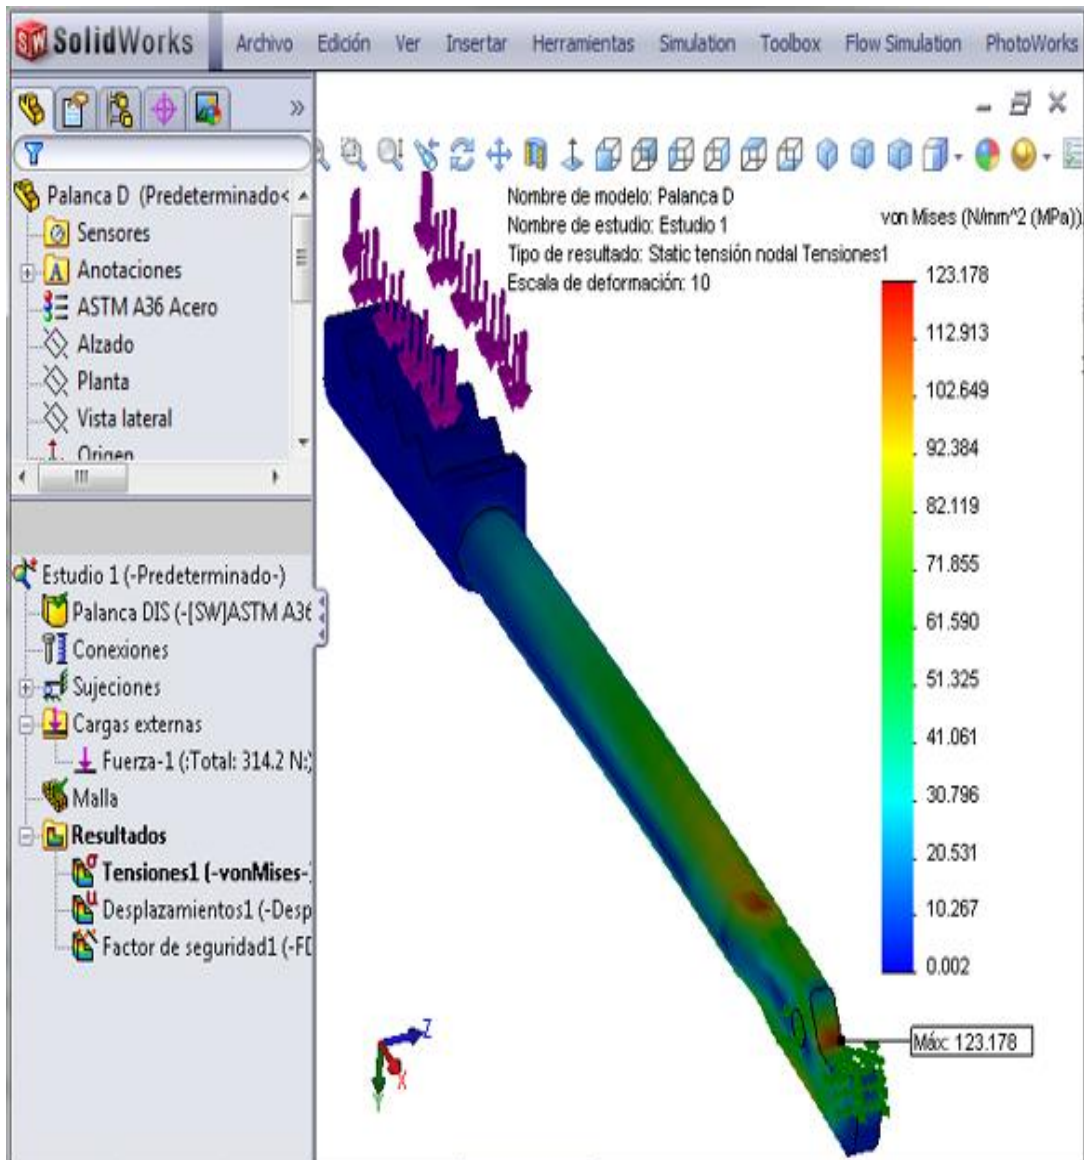 SolidWorks Archivo Edición Ver Insertar Herramientas Simulation Toolbox Flow Simulation PhotoWorks
Palanca D (Predeterminado<
Sensores
Anotaciones
ASTM A36 Acero
Alzado
Planta
Vista lateral
Origen
Estudio 1 (-Predeterminado-)
Palanca DIS (-[SW]ASTM A36
Conexiones
Sujeciones
Cargas externas
Fuerza-1 (:Total: 314.2 N:)
Malla
Resultados
Tensiones1 (-vonMises-)
Desplazamientos1 (-Desp
Factor de seguridad1 (-FD
Nombre de modelo: Palanca D
Nombre de estudio: Estudio 1
Tipo de resultado: Static tensión nodal Tensiones1
Escala de deformación: 10
von Mises (N/mm^2 (MPa))
123.178
112.913
102.649
92.384
82.119
71.855
61.590
51.325
41.061
30.796
20.531
10.267
0.002
Máx: 123.178
Z
X
Y